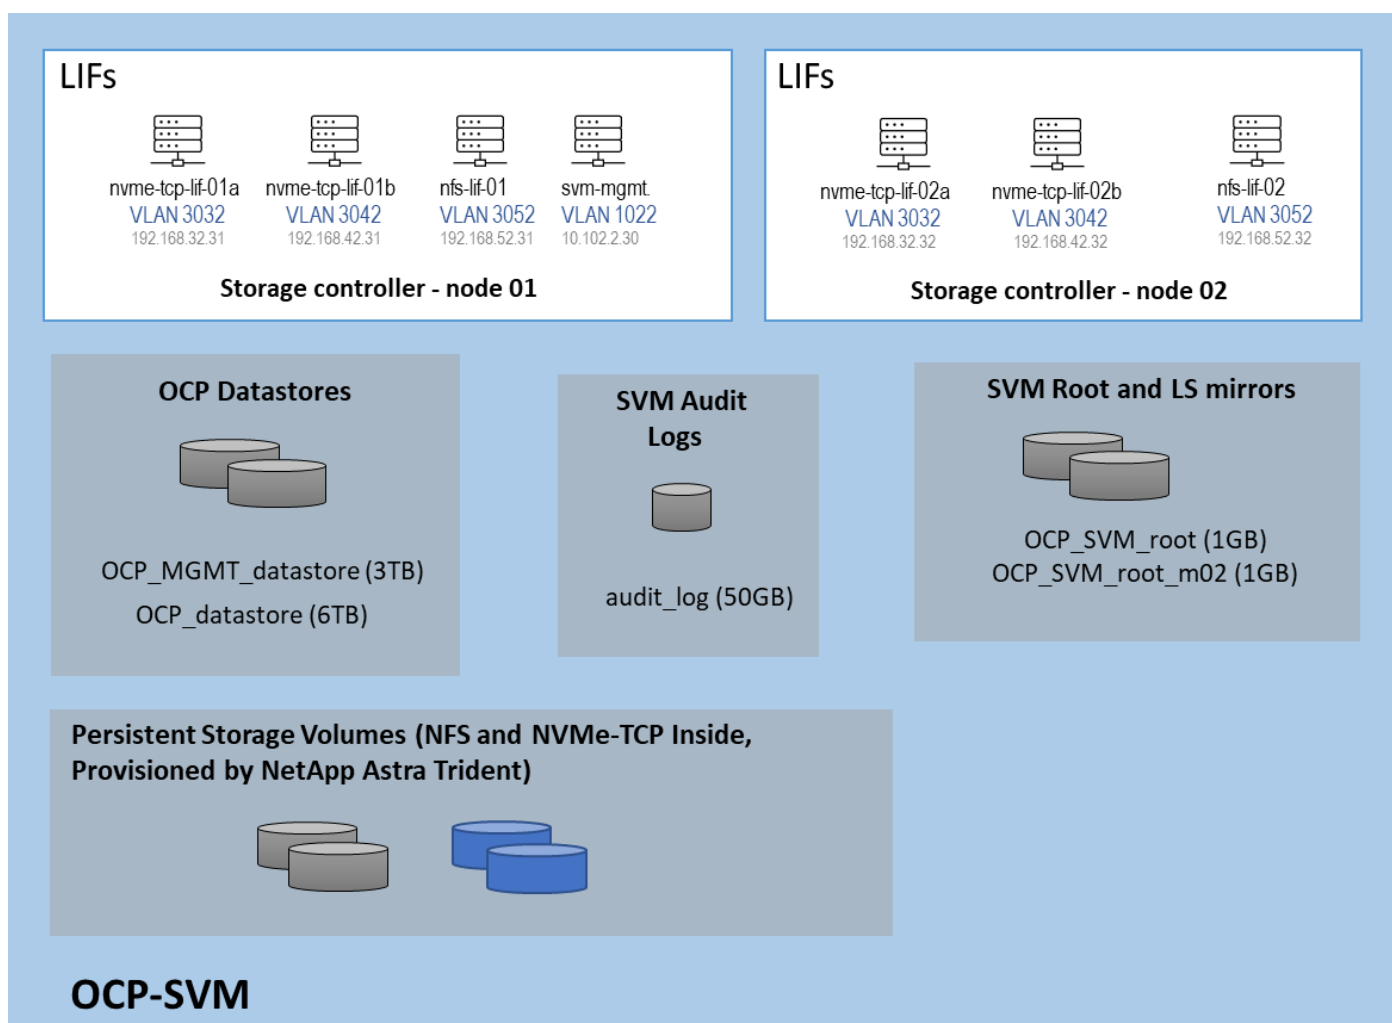 LIFs
nvme-tcp-lif-01a
VLAN 3032
192.168.32.31
nvme-tcp-lif-01b
VLAN 3042
192.168.42.31
nfs-lif-01
VLAN 3052
192.168.52.31
svm-mgmt.
VLAN 1022
10.102.2.30
Storage controller - node 01
LIFs
nvme-tcp-lif-02a
VLAN 3032
192.168.32.32
nvme-tcp-lif-02b
VLAN 3042
192.168.42.32
nfs-lif-02
VLAN 3052
192.168.52.32
Storage controller - node 02
OCP Datastores
OCP_MGMT_datastore (3TB)
OCP_datastore (6TB)
SVM Audit
Logs
audit_log (50GB)
SVM Root and LS mirrors
OCP_SVM_root (1GB)
OCP_SVM_root_m02 (1GB)
Persistent Storage Volumes (NFS and NVMe-TCP Inside,
Provisioned by NetApp Astra Trident)
OCP-SVM